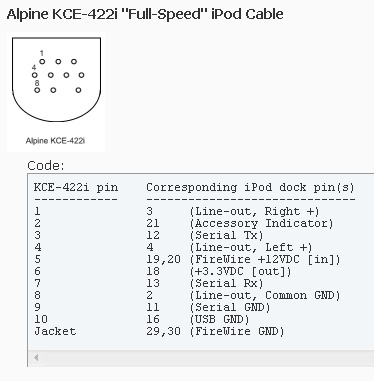 Alpine KCE-422i "Full-Speed" iPod Cable
1
4
8
Alpine KCE-422i
Code:
KCE-422i pin Corresponding iPod dock pin(s)
------------ ------------------------------
1 3 (Line-out, Right +)
2 21 (Accessory Indicator)
3 12 (Serial Tx)
4 4 (Line-out, Left +)
5 19,20 (FireWire +12VDC [in])
6 18 (+3.3VDC [out])
7 13 (Serial Rx)
8 2 (Line-out, Common GND)
9 11 (Serial GND)
10 16 (USB GND)
Jacket 29,30 (FireWire GND)